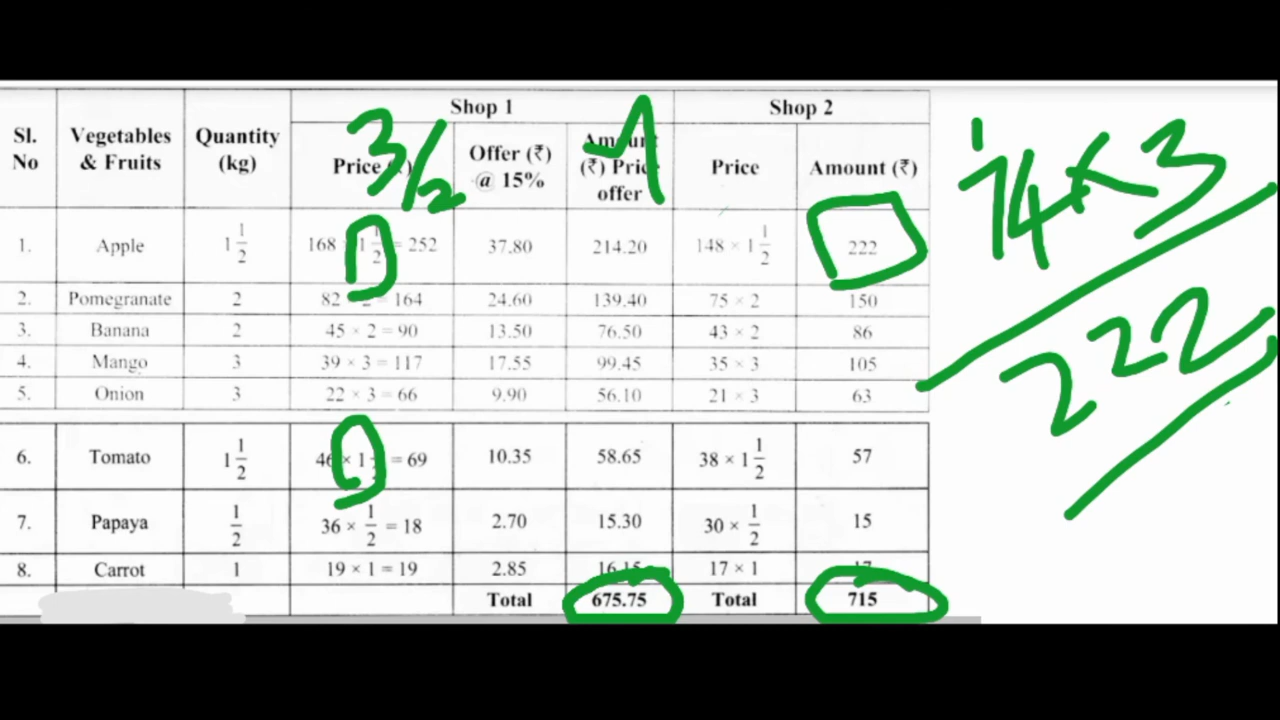 Shop 1 Shop 2
Sl. No Vegetables & Fruits Quantity (kg) Offer (₹) @ 15% offer Price Amount (₹)
3/2
74 × 3
1. Apple 1 1/2 168 1 1/2 = 252 37.80 214.20 148 × 1 1/2 222
2. Pomegranate 2 82 2 = 164 24.60 139.40 75 × 2 150
222
3. Banana 2 45 × 2 = 90 13.50 76.50 43 × 2 86
4. Mango 3 39 × 3 = 117 17.55 99.45 35 × 3 105
5. Onion 3 22 × 3 = 66 9.90 56.10 21 × 3 63
6. Tomato 1 1/2 46 × 1 = 69 10.35 58.65 38 × 1 1/2 57
7. Papaya 1/2 36 × 1/2 = 18 2.70 15.30 30 × 1/2 15
8. Carrot 1 19 × 1 = 19 2.85 16.15 17 × 1 17
Total 675.75 Total 715